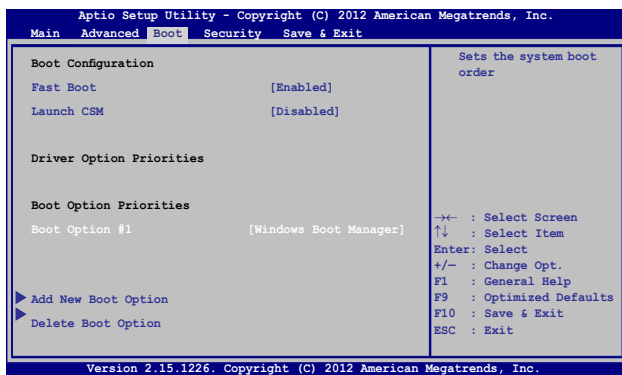 Aptio Setup Utility - Copyright (C) 2012 American Megatrends, Inc.
Main Advanced Boot Security Save & Exit
Boot Configuration
Fast Boot [Enabled]
Launch CSM [Disabled]
Driver Option Priorities
Boot Option Priorities
Boot Option #1 [Windows Boot Manager]
Add New Boot Option
Delete Boot Option
Sets the system boot
order
→← : Select Screen
↑↓ : Select Item
Enter: Select
+/— : Change Opt.
F1 : General Help
F9 : Optimized Defaults
F10 : Save & Exit
ESC : Exit
Version 2.15.1226. Copyright (C) 2012 American Megatrends, Inc.